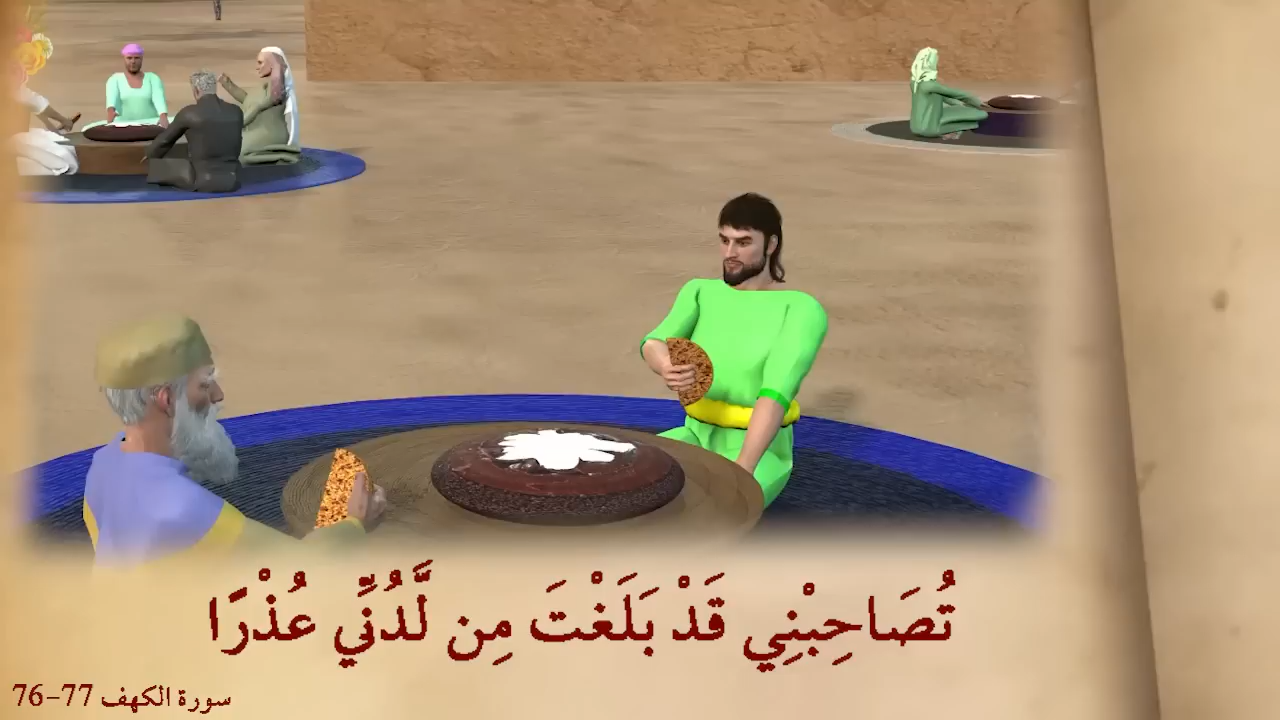 تُصَاحِبْنِي قَدْ بَلَغْتَ مِن لَّدُنِّي عُذْرًا
سورة الكهف 77-76